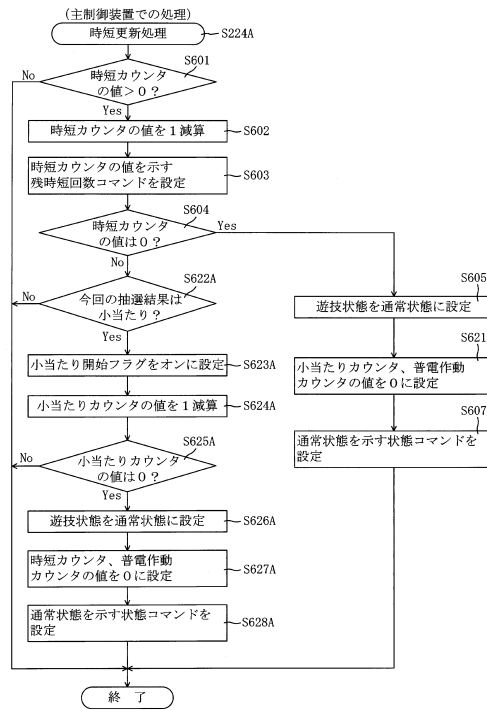 (主制御装置での処理)
時短更新処理
S224A
S601
No
時短カウンタ
の値>0?
Yes
時短カウンタの値を1減算
S602
時短カウンタの値を示す
残時短回数コマンドを設定
S603
S604
時短カウンタ
の値は0?
Yes
No
S622A
No
今回の抽選結果は
小当たり?
Yes
S605
遊技状態を通常状態に設定
小当たり開始フラグをオンに設定
S623A
S621
小当たりカウンタ、普電作動
カウンタの値を0に設定
小当たりカウンタの値を1減算
S624A
S607
通常状態を示す状態コマンドを
設定
S625A
No
小当たりカウンタ
の値は0?
Yes
遊技状態を通常状態に設定
S626A
時短カウンタ、普電作動
カウンタの値を0に設定
S627A
通常状態を示す状態コマンドを
設定
S628A
終 了